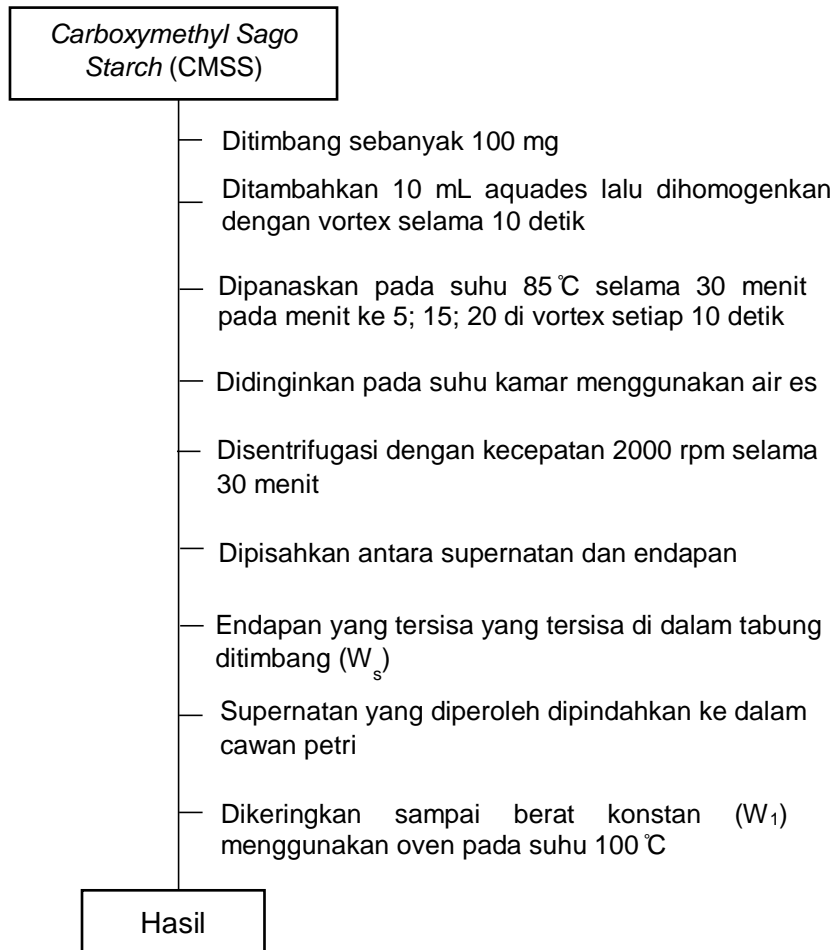 Carboxymethyl Sago
Starch (CMSS)
Ditimbang sebanyak 100 mg
Ditambahkan 10 mL aquades lalu dihomogenkan
dengan vortex selama 10 detik
Dipanaskan pada suhu 85℃ selama 30 menit
pada menit ke 5; 15; 20 di vortex setiap 10 detik
Didinginkan pada suhu kamar menggunakan air es
Disentrifugasi dengan kecepatan 2000 rpm selama
30 menit
Dipisahkan antara supernatan dan endapan
Endapan yang tersisa yang tersisa di dalam tabung
ditimbang (Wₛ)
Supernatan yang diperoleh dipindahkan ke dalam
cawan petri
Dikeringkan sampai berat konstan (W₁)
menggunakan oven pada suhu 100℃
Hasil